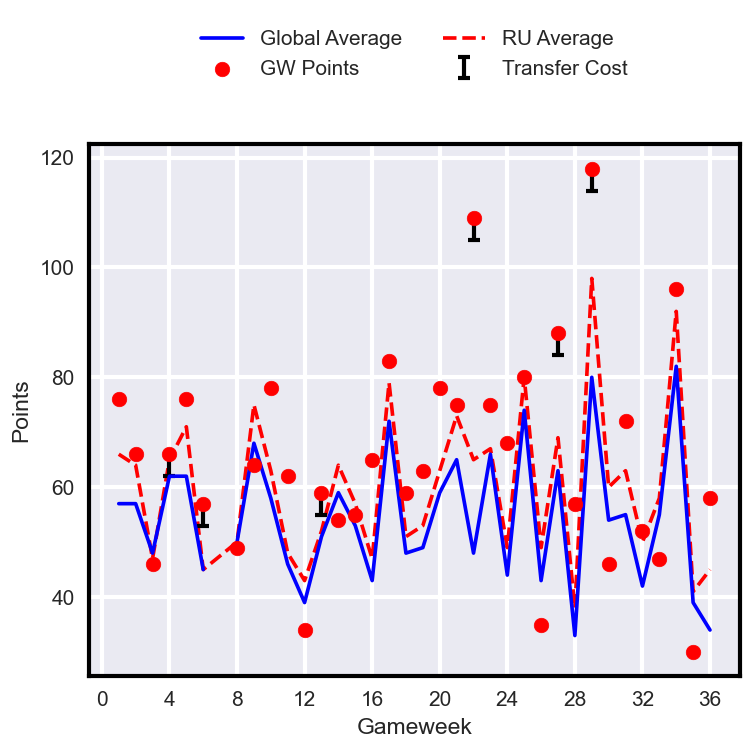 Global Average RU Average
GW Points Transfer Cost
120
100
80
60
40
Points
0 4 8 12 16 20 24 28 32 36
Gameweek